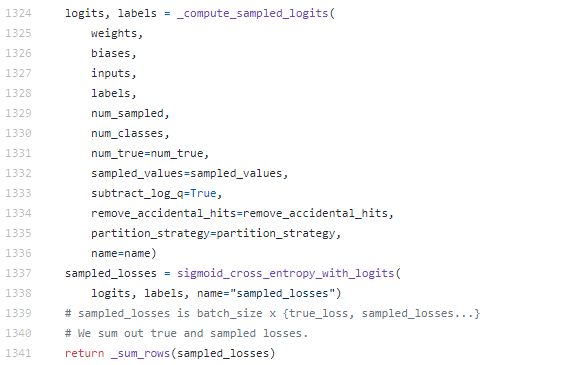 1324 logits, labels = _compute_sampled_logits(
1325 weights,
1326 biases,
1327 inputs,
1328 labels,
1329 num_sampled,
1330 num_classes,
1331 num_true=num_true,
1332 sampled_values=sampled_values,
1333 subtract_log_q=True,
1334 remove_accidental_hits=remove_accidental_hits,
1335 partition_strategy=partition_strategy,
1336 name=name)
1337 sampled_losses = sigmoid_cross_entropy_with_logits(
1338 logits, labels, name="sampled_losses")
1339 # sampled_losses is batch_size x {true_loss, sampled_losses...}
1340 # We sum out true and sampled losses.
1341 return _sum_rows(sampled_losses)